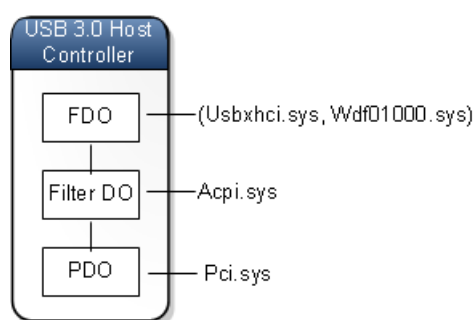 USB 3.0 Host
Controller
FDO
(Usbxhci.sys, Wdf01000.sys)
Filter DO
Acpi.sys
PDO
Pci.sys